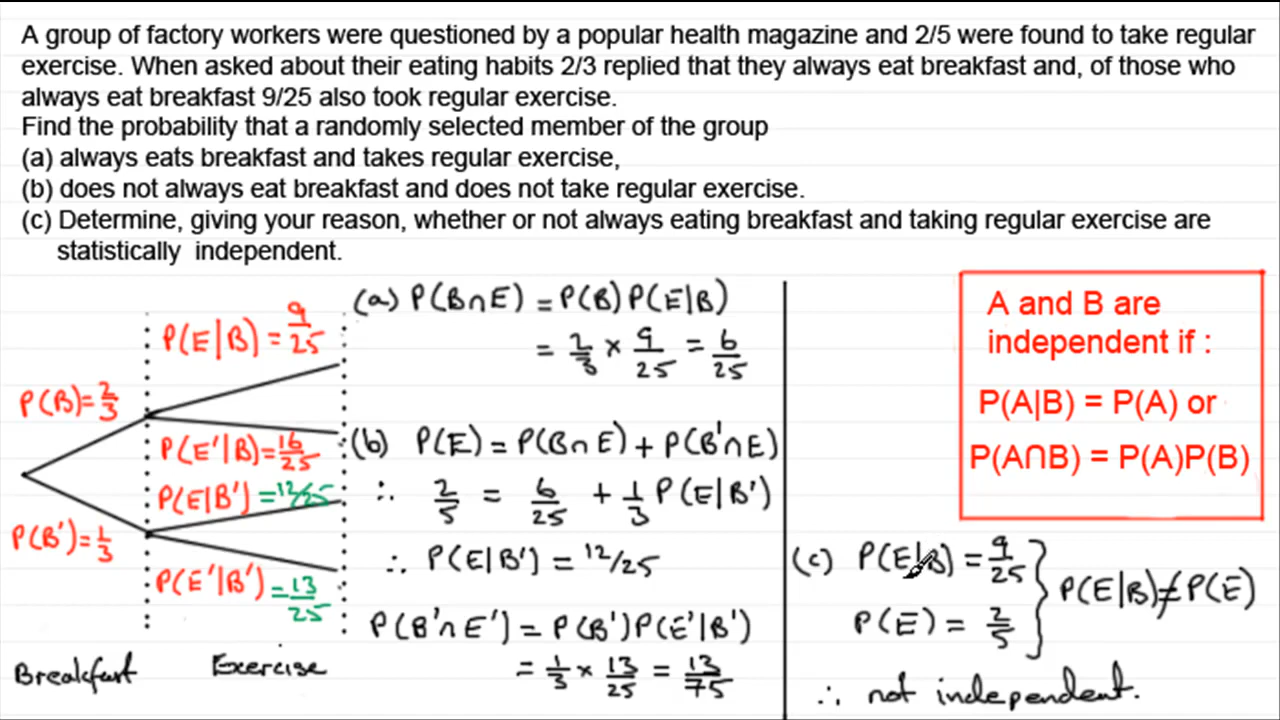 A group of factory workers were questioned by a popular health magazine and 2/5 were found to take regular
exercise. When asked about their eating habits 2/3 replied that they always eat breakfast and, of those who
always eat breakfast 9/25 also took regular exercise.
Find the probability that a randomly selected member of the group
(a) always eats breakfast and takes regular exercise,
(b) does not always eat breakfast and does not take regular exercise.
(c) Determine, giving your reason, whether or not always eating breakfast and taking regular exercise are
statistically independent.
P(B)=2/3
P(B')=1/3
P(E|B)=9/25
P(E'|B)=16/25
P(E|B')=12/25
P(E'|B')=13/25
Breakfast
Exercise
(a) P(B∩E) = P(B)P(E|B)
= 2/3 × 9/25 = 6/25
(b) P(E) = P(B∩E) + P(B'∩E)
∴ 2/5 = 6/25 + 1/3 P(E|B')
∴ P(E|B') = 12/25
P(B'∩E') = P(B')P(E'|B')
= 1/3 × 13/25 = 13/75
A and B are
independent if :
P(A|B) = P(A) or
P(A∩B) = P(A)P(B)
(c) P(E|B) = 9/25
P(E) = 2/5
} P(E|B) ≠ P(E)
∴ not independent.